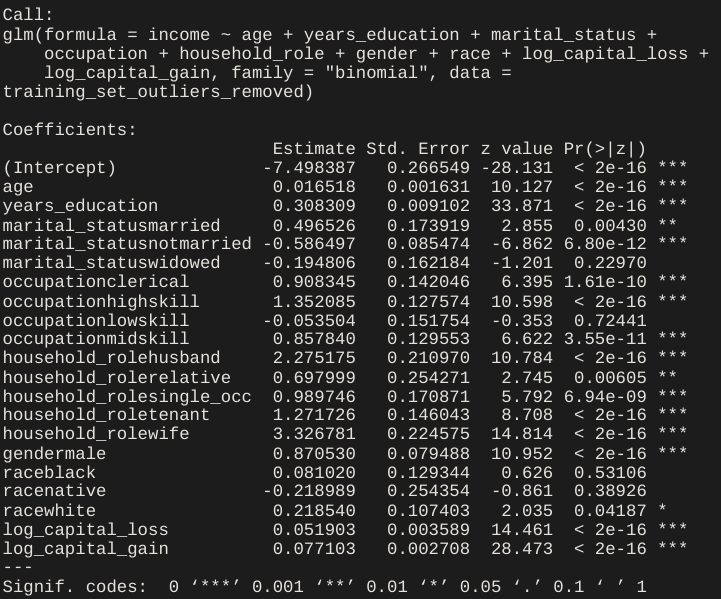 Call:
glm(formula = income ~ age + years_education + marital_status +
    occupation + household_role + gender + race + log_capital_loss +
    log_capital_gain, family = "binomial", data =
training_set_outliers_removed)

Coefficients:
                         Estimate Std. Error z value Pr(>|z|)
(Intercept)             -7.498387   0.266549 -28.131  < 2e-16 ***
age                      0.016518   0.001631  10.127  < 2e-16 ***
years_education          0.308309   0.009102  33.871  < 2e-16 ***
marital_statusmarried    0.496526   0.173919   2.855  0.00430 **
marital_statusnotmarried -0.586497   0.085474  -6.862 6.80e-12 ***
marital_statuswidowed   -0.194806   0.162184  -1.201  0.22970
occupationclerical       0.908345   0.142046   6.395 1.61e-10 ***
occupationhighskill      1.352085   0.127574  10.598  < 2e-16 ***
occupationlowskill      -0.053504   0.151754  -0.353  0.72441
occupationmidskill       0.857840   0.129553   6.622 3.55e-11 ***
household_rolehusband    2.275175   0.210970  10.784  < 2e-16 ***
household_rolerelative   0.697999   0.254271   2.745  0.00605 **
household_rolesingle_occ 0.989746   0.170871   5.792 6.94e-09 ***
household_roletenant     1.271726   0.146043   8.708  < 2e-16 ***
household_rolewife       3.326781   0.224575  14.814  < 2e-16 ***
gendermale               0.870530   0.079488  10.952  < 2e-16 ***
raceblack                0.081020   0.129344   0.626  0.53106
racenative              -0.218989   0.254354  -0.861  0.38926
racewhite                0.218540   0.107403   2.035  0.04187 *
log_capital_loss         0.051903   0.003589  14.461  < 2e-16 ***
log_capital_gain         0.077103   0.002708  28.473  < 2e-16 ***
---
Signif. codes:  0 ‘***’ 0.001 ‘**’ 0.01 ‘*’ 0.05 ‘.’ 0.1 ‘ ’ 1